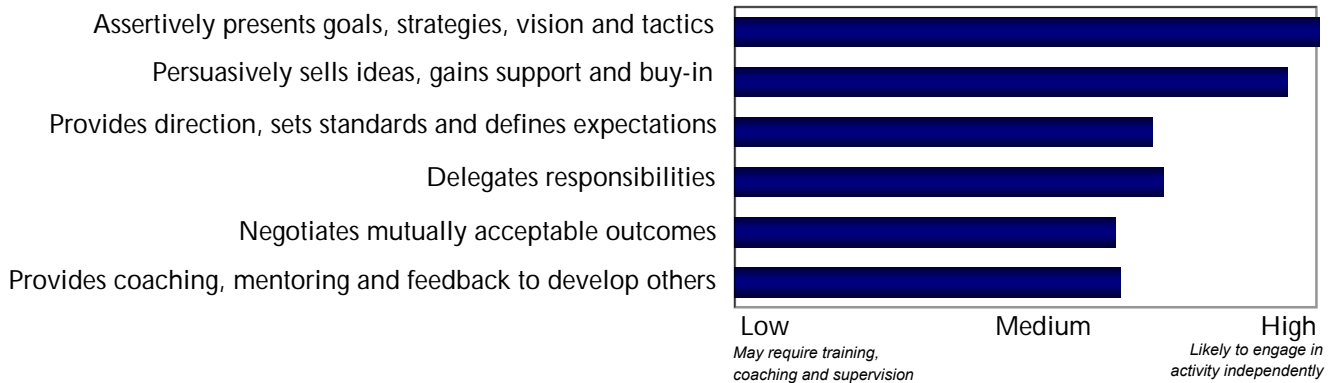 Assertively presents goals, strategies, vision and tactics
Persuasively sells ideas, gains support and buy-in
Provides direction, sets standards and defines expectations
Delegates responsibilities
Negotiates mutually acceptable outcomes
Provides coaching, mentoring and feedback to develop others
Low
Medium
High
May require training,
coaching and supervision
Likely to engage in
activity independently